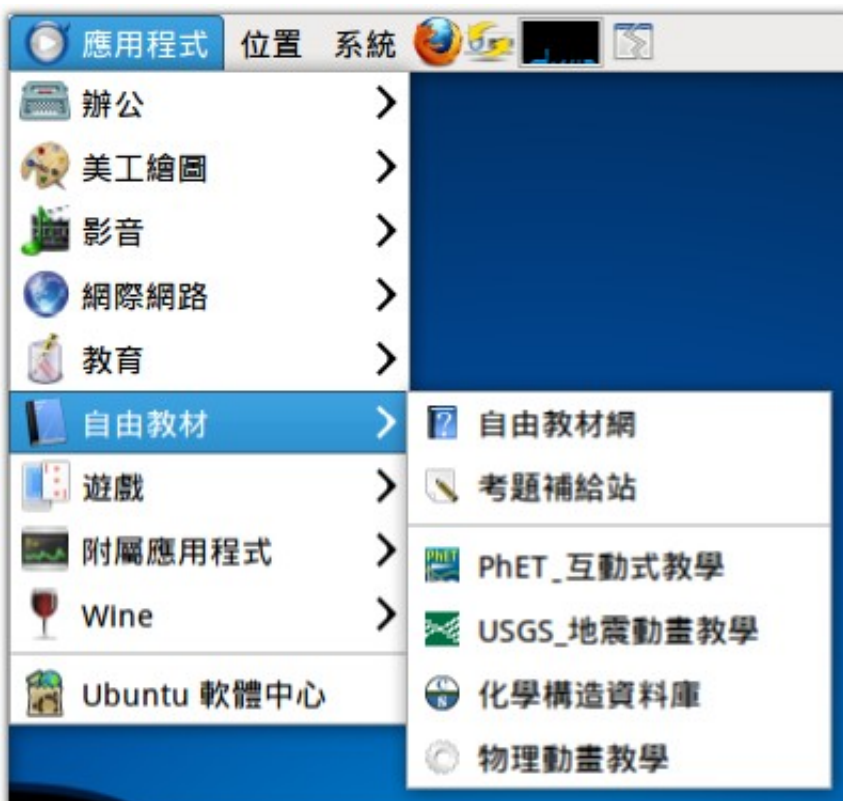 應用程式 位置 系統
辦公
美工繪圖
影音
網際網路
教育
自由教材
遊戲
附屬應用程式
Wine
Ubuntu 軟體中心
自由教材網
考題補給站
PhET_互動式教學
USGS_地震動畫教學
化學構造資料庫
物理動畫教學